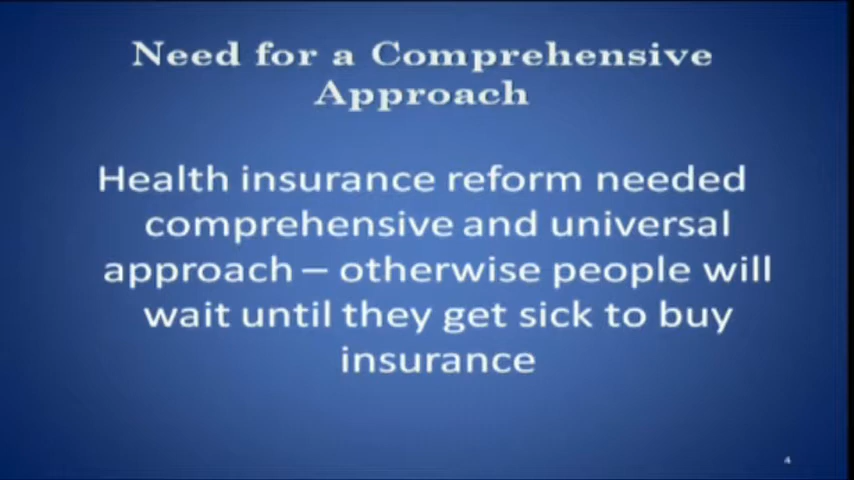 Need for a Comprehensive
Approach
Health insurance reform needed
comprehensive and universal
approach – otherwise people will
wait until they get sick to buy
insurance
4